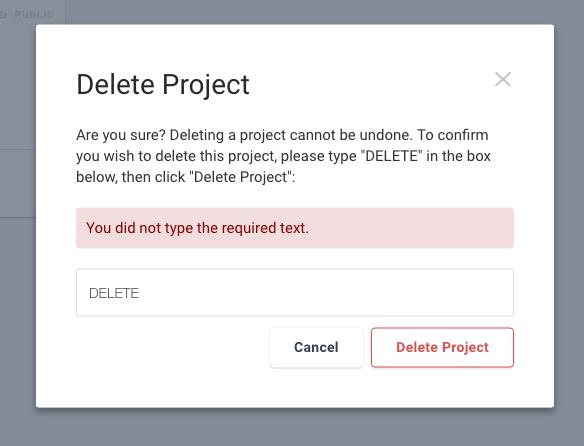 PUBLIC
Delete Project
Are you sure? Deleting a project cannot be undone. To confirm
you wish to delete this project, please type "DELETE" in the box
below, then click "Delete Project":
You did not type the required text.
DELETE
Cancel
Delete Project